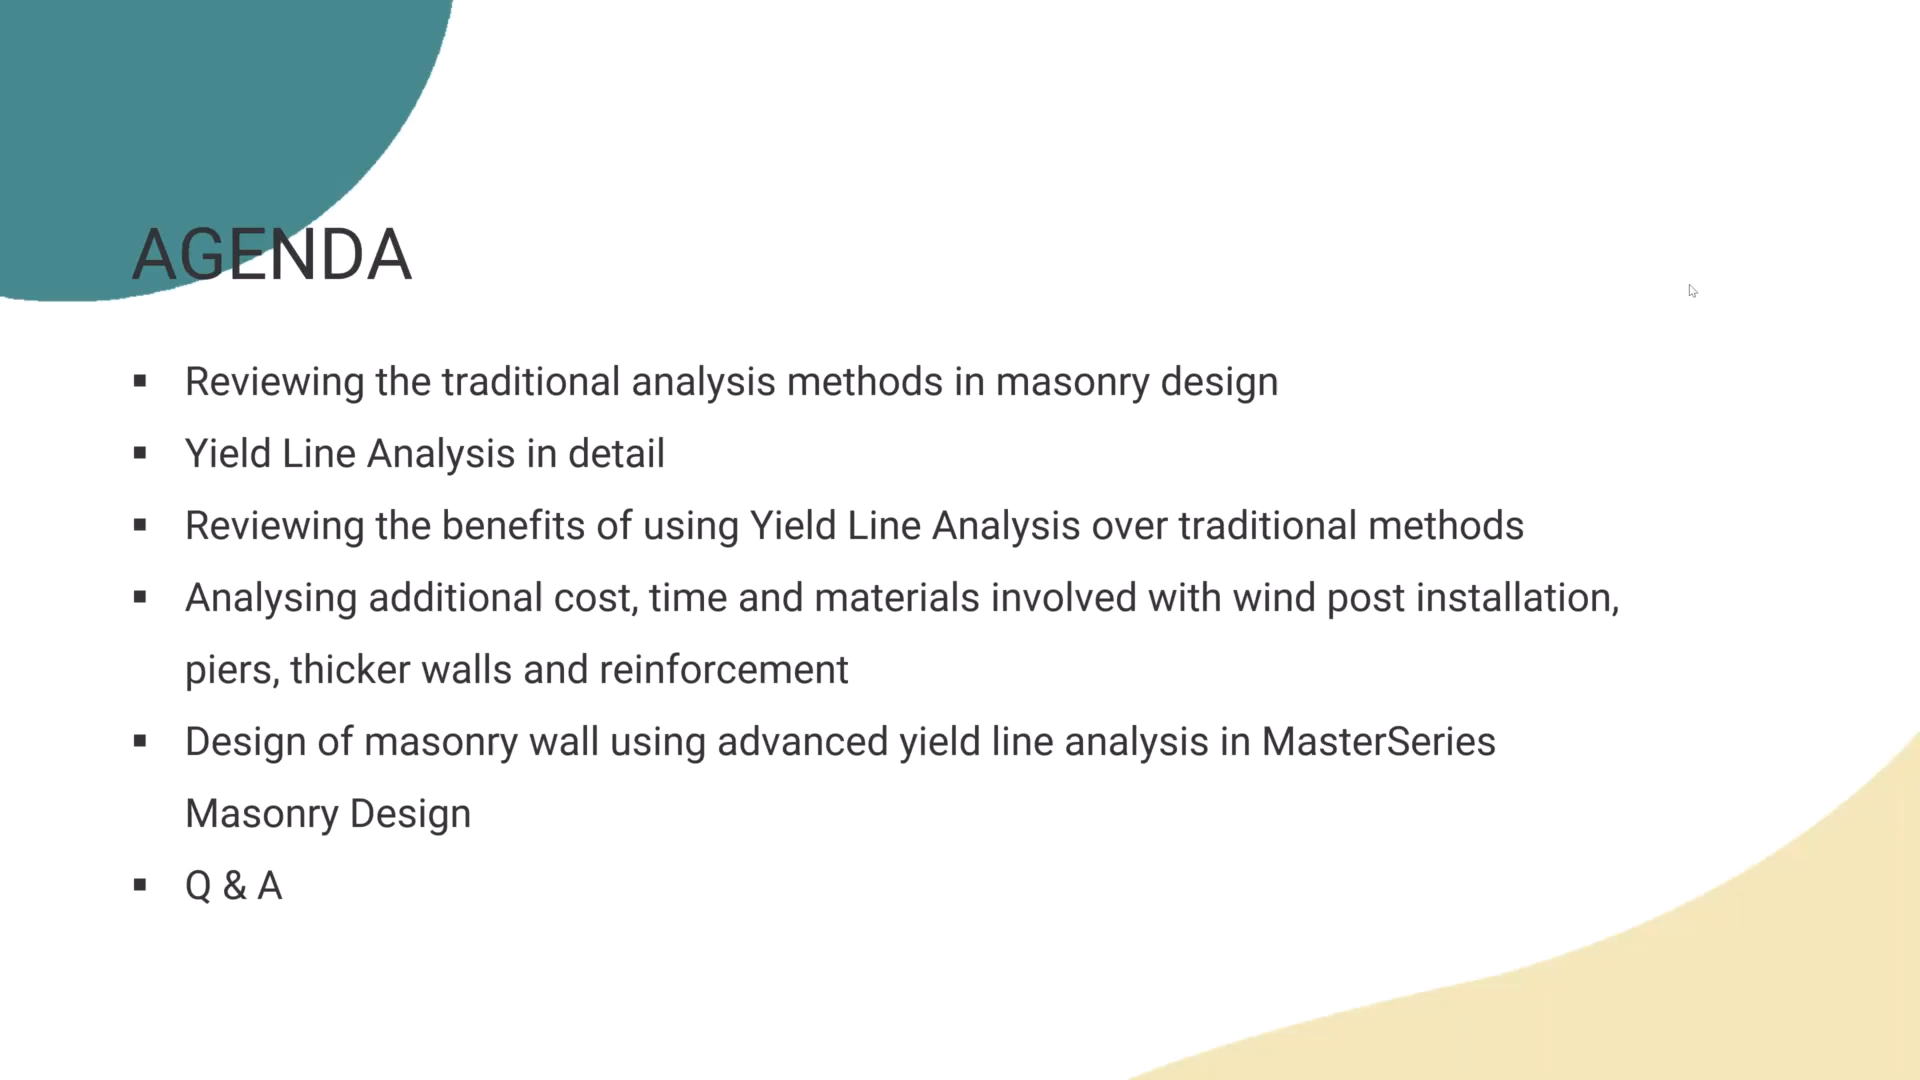 AGENDA
▪ Reviewing the traditional analysis methods in masonry design
▪ Yield Line Analysis in detail
▪ Reviewing the benefits of using Yield Line Analysis over traditional methods
▪ Analysing additional cost, time and materials involved with wind post installation,
piers, thicker walls and reinforcement
▪ Design of masonry wall using advanced yield line analysis in MasterSeries
Masonry Design
▪ Q & A